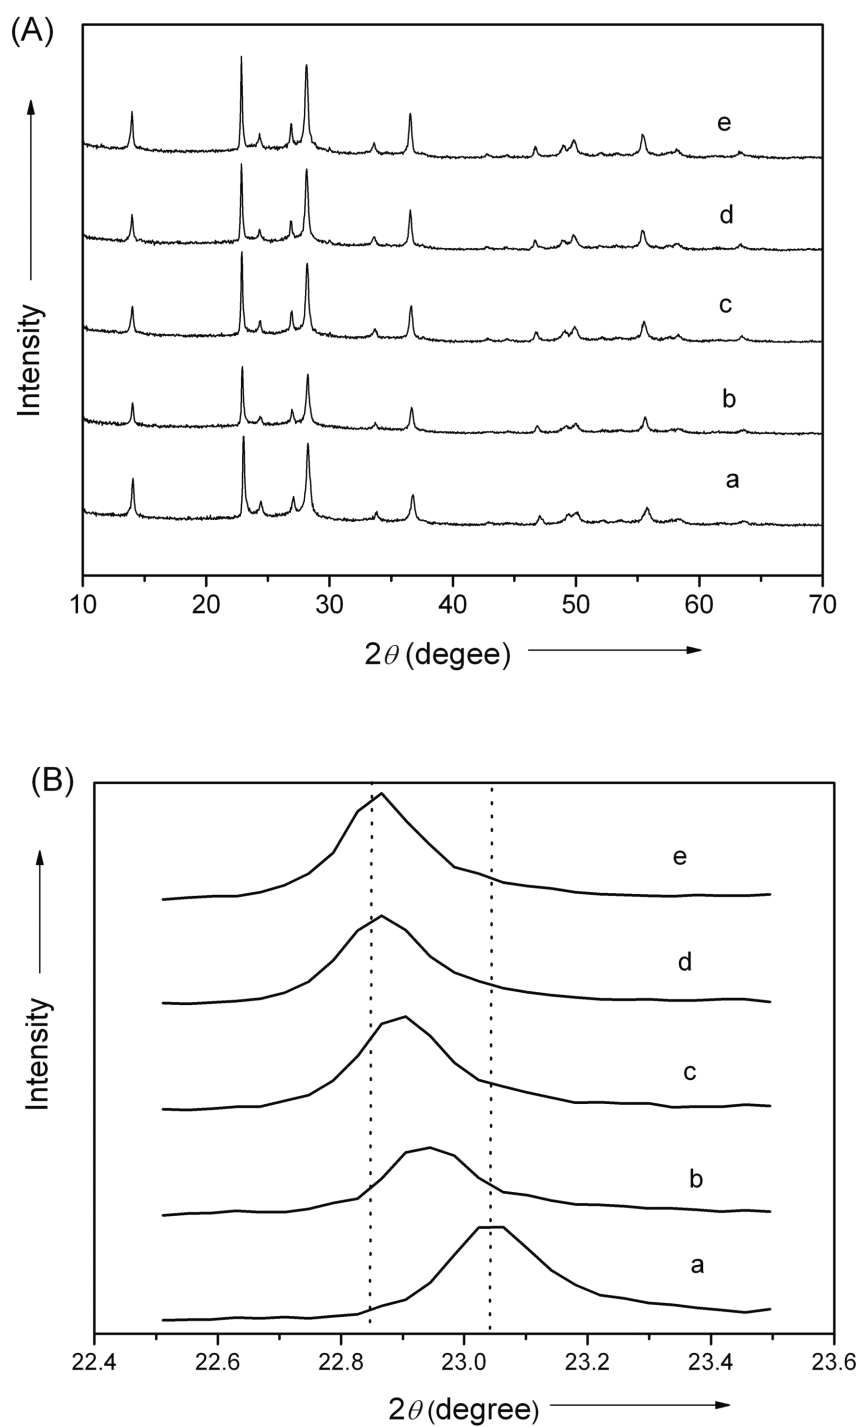 (A)
e
d
c
b
a
Intensity
10 20 30 40 50 60 70
2θ (degee)
(B)
e
d
c
b
a
Intensity
22.4 22.6 22.8 23.0 23.2 23.4 23.6
2θ (degree)